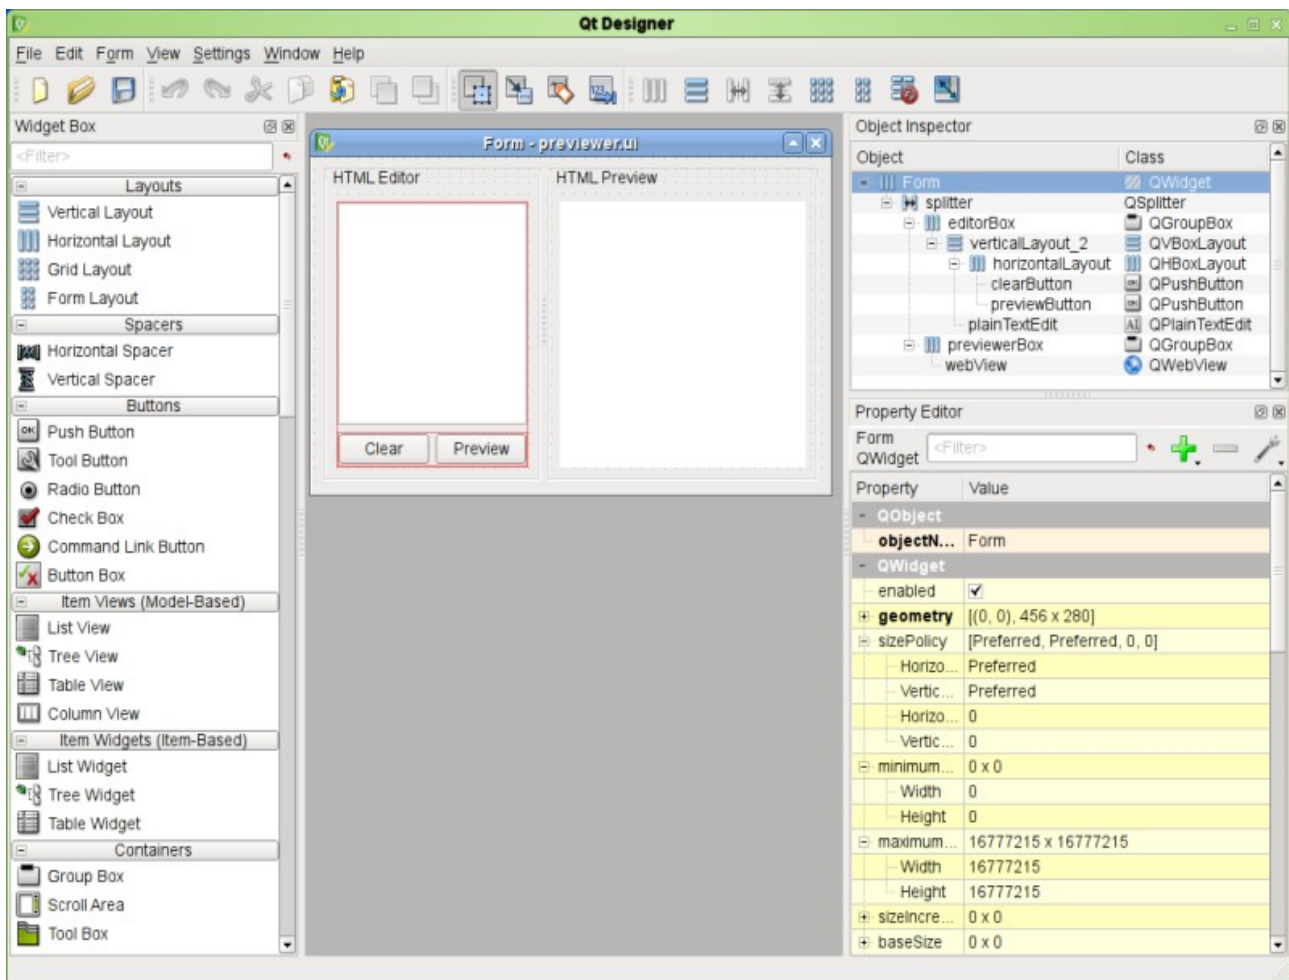 Qt Designer
File Edit Form View Settings Window Help
Widget Box
<Filter>
Layouts
Vertical Layout
Horizontal Layout
Grid Layout
Form Layout
Spacers
Horizontal Spacer
Vertical Spacer
Buttons
OK Push Button
Tool Button
Radio Button
Check Box
Command Link Button
Button Box
Item Views (Model-Based)
List View
Tree View
Table View
Column View
Item Widgets (Item-Based)
List Widget
Tree Widget
Table Widget
Containers
Group Box
Scroll Area
Tool Box
Form - previewer.ui
HTML Editor HTML Preview
Clear Preview
Object Inspector
Object Class
Form QWidget
splitter QSplitter
editorBox QGroupBox
verticalLayout_2 QVBoxLayout
horizontalLayout QHBoxLayout
clearButton QPushButton
previewButton QPushButton
plainTextEdit AI QPlainTextEdit
previewerBox QGroupBox
webView QWebView
Property Editor
Form
QWidget
<Filter>
Property Value
QObject
objectN... Form
QWidget
enabled
geometry [(0, 0), 456 x 280]
sizePolicy [Preferred, Preferred, 0, 0]
Horizo... Preferred
Vertic... Preferred
Horizo... 0
Vertic... 0
minimum... 0 x 0
Width 0
Height 0
maximum... 16777215 x 16777215
Width 16777215
Height 16777215
sizeIncre... 0 x 0
baseSize 0 x 0